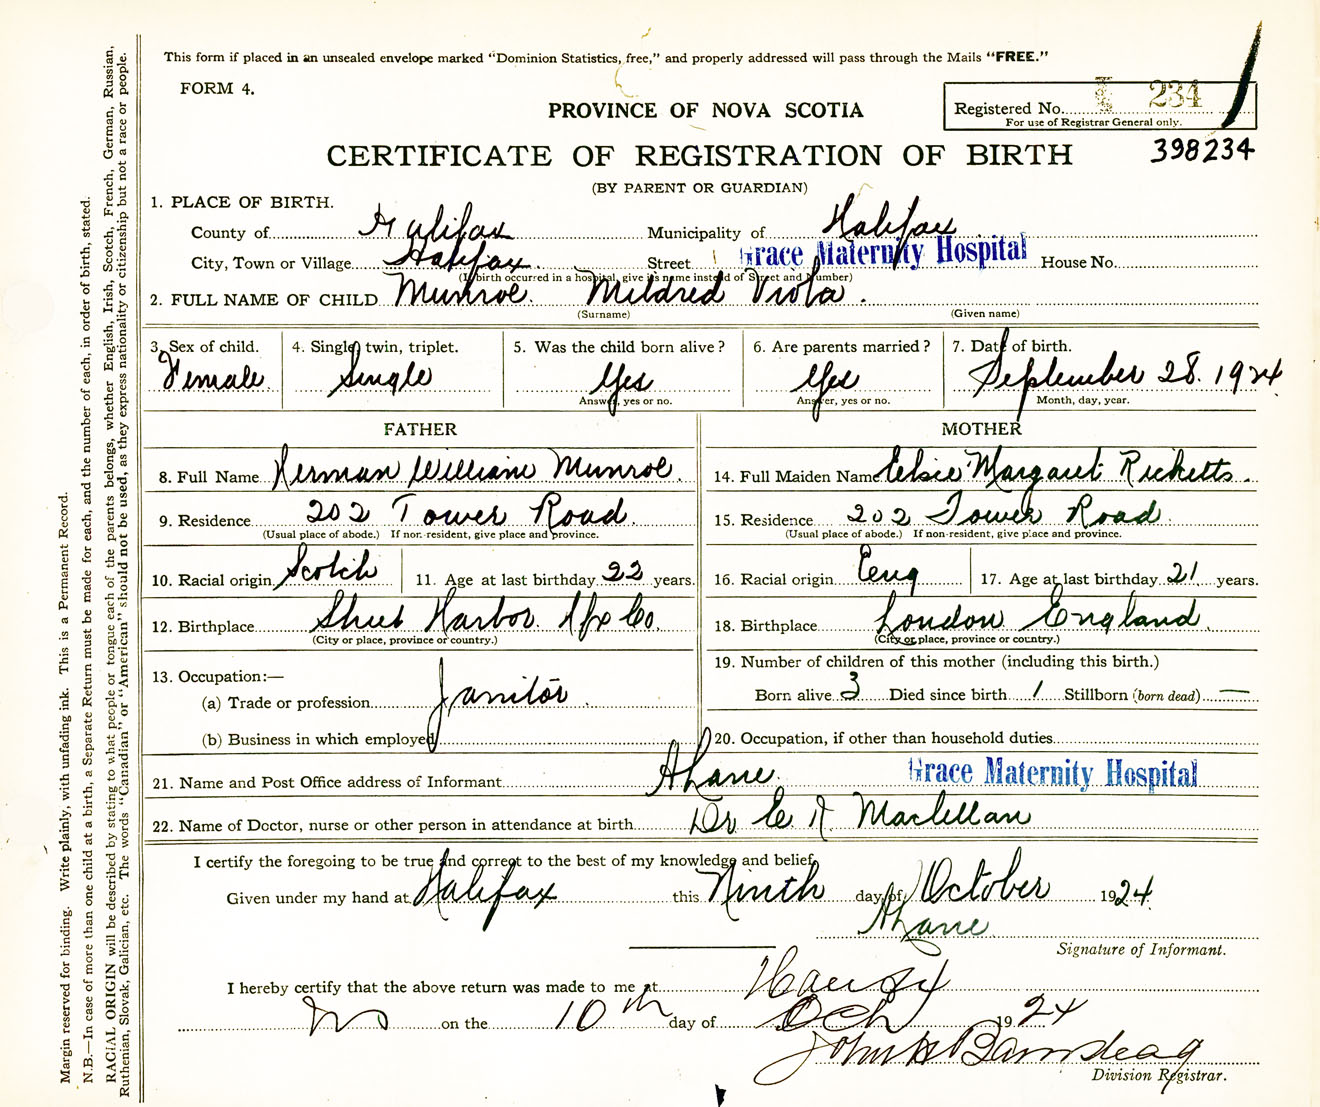 This form if placed in an unsealed envelope marked "Dominion Statistics, free," and properly addressed will pass through the Mails "FREE."
FORM 4.
PROVINCE OF NOVA SCOTIA
Registered No. 234
For use of Registrar General only.
CERTIFICATE OF REGISTRATION OF BIRTH
398234
(BY PARENT OR GUARDIAN)
1. PLACE OF BIRTH.
County of Halifax Municipality of Halifax
City, Town or Village Halifax. Street Grace Maternity Hospital House No.
(If birth occurred in a hospital, give its name instead of Street and Number)
2. FULL NAME OF CHILD Munroe. Mildred Viola.
(Surname) (Given name)
3. Sex of child. 4. Single, twin, triplet. 5. Was the child born alive? 6. Are parents married? 7. Date of birth.
Female Single Yes Yes September 28. 1924
Answer, yes or no. Answer, yes or no. Month, day, year.
FATHER MOTHER
8. Full Name Herman William Munroe. 14. Full Maiden Name Elsie Margaret Ricketts.
9. Residence 202 Tower Road. 15. Residence 202 Tower Road.
(Usual place of abode.) If non-resident, give place and province. (Usual place of abode.) If non-resident, give place and province.
10. Racial origin Scotch 11. Age at last birthday 22 years. 16. Racial origin Eng 17. Age at last birthday 21 years.
12. Birthplace Sheet Harbor. Hfx Co. 18. Birthplace London England.
(City or place, province or country.) (City or place, province or country.)
13. Occupation:— 19. Number of children of this mother (including this birth.)
(a) Trade or profession Janitor. Born alive 3 Died since birth 1 Stillborn (born dead) —
(b) Business in which employed 20. Occupation, if other than household duties
21. Name and Post Office address of Informant A Lane. Grace Maternity Hospital
22. Name of Doctor, nurse or other person in attendance at birth Dr. E. Maclellan
I certify the foregoing to be true and correct to the best of my knowledge and belief,
Given under my hand at Halifax this Ninth day of October 1924.
A Lane
Signature of Informant.
I hereby certify that the above return was made to me at
NS on the 10th day of Oct 1924
John H
Division Registrar.
Margin reserved for binding. Write plainly, with unfading ink. This is a Permanent Record.
N.B.—In case of more than one child at a birth, a Separate Return must be made for each, and the number of each, in order of birth, stated.
RACIAL ORIGIN will be described by stating to what people or tongue each of the parents belongs, whether English, Irish, Scotch, French, German, Russian,
Ruthenian, Slovak, Galician, etc. The words "Canadian" or "American" should not be used, as they express nationality or citizenship but not a race or people.